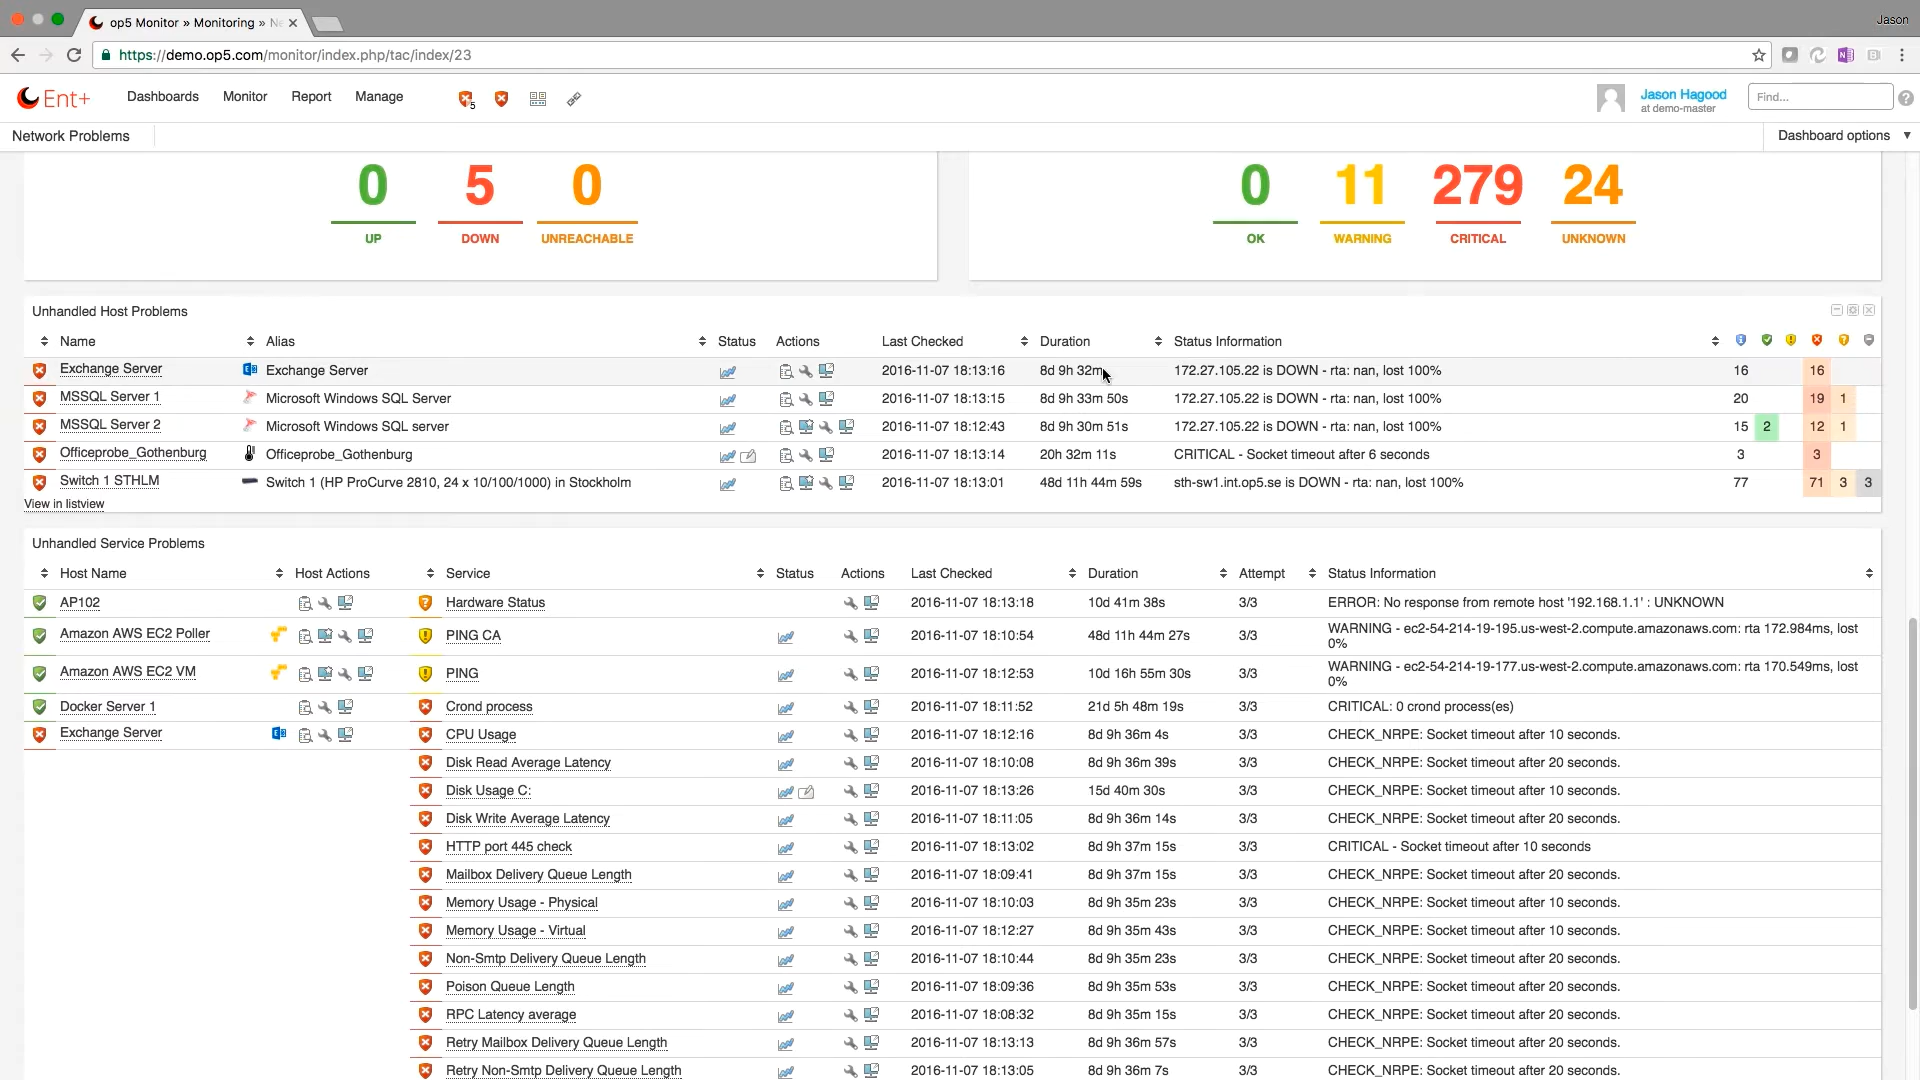 Jason
op5 Monitor » Monitoring » Ne
https://demo.op5.com/monitor/index.php/tac/index/23
Ent+ Dashboards Monitor Report Manage 5 Jason Hagood at demo-master Find...
Network Problems Dashboard options
0 5 0 0 11 279 24
UP DOWN UNREACHABLE OK WARNING CRITICAL UNKNOWN
Unhandled Host Problems
Name Alias Status Actions Last Checked Duration Status Information
Exchange Server Exchange Server 2016-11-07 18:13:16 8d 9h 32m 172.27.105.22 is DOWN - rta: nan, lost 100% 16 16
MSSQL Server 1 Microsoft Windows SQL Server 2016-11-07 18:13:15 8d 9h 33m 50s 172.27.105.22 is DOWN - rta: nan, lost 100% 20 19 1
MSSQL Server 2 Microsoft Windows SQL server 2016-11-07 18:12:43 8d 9h 30m 51s 172.27.105.22 is DOWN - rta: nan, lost 100% 15 2 12 1
Officeprobe_Gothenburg Officeprobe_Gothenburg 2016-11-07 18:13:14 20h 32m 11s CRITICAL - Socket timeout after 6 seconds 3 3
Switch 1 STHLM Switch 1 (HP ProCurve 2810, 24 x 10/100/1000) in Stockholm 2016-11-07 18:13:01 48d 11h 44m 59s sth-sw1.int.op5.se is DOWN - rta: nan, lost 100% 77 71 3 3
View in listview
Unhandled Service Problems
Host Name Host Actions Service Status Actions Last Checked Duration Attempt Status Information
AP102 Hardware Status 2016-11-07 18:13:18 10d 41m 38s 3/3 ERROR: No response from remote host '192.168.1.1' : UNKNOWN
Amazon AWS EC2 Poller PING CA 2016-11-07 18:10:54 48d 11h 44m 27s 3/3 WARNING - ec2-54-214-19-195.us-west-2.compute.amazonaws.com: rta 172.984ms, lost
0%
Amazon AWS EC2 VM PING 2016-11-07 18:12:53 10d 16h 55m 30s 3/3 WARNING - ec2-54-214-19-177.us-west-2.compute.amazonaws.com: rta 170.549ms, lost
0%
Docker Server 1 Crond process 2016-11-07 18:11:52 21d 5h 48m 19s 3/3 CRITICAL: 0 crond process(es)
Exchange Server CPU Usage 2016-11-07 18:12:16 8d 9h 36m 4s 3/3 CHECK_NRPE: Socket timeout after 10 seconds.
Disk Read Average Latency 2016-11-07 18:10:08 8d 9h 36m 39s 3/3 CHECK_NRPE: Socket timeout after 20 seconds.
Disk Usage C: 2016-11-07 18:13:26 15d 40m 30s 3/3 CHECK_NRPE: Socket timeout after 10 seconds.
Disk Write Average Latency 2016-11-07 18:11:05 8d 9h 36m 14s 3/3 CHECK_NRPE: Socket timeout after 20 seconds.
HTTP port 445 check 2016-11-07 18:13:02 8d 9h 37m 15s 3/3 CRITICAL - Socket timeout after 10 seconds
Mailbox Delivery Queue Length 2016-11-07 18:09:41 8d 9h 37m 15s 3/3 CHECK_NRPE: Socket timeout after 20 seconds.
Memory Usage - Physical 2016-11-07 18:10:03 8d 9h 35m 23s 3/3 CHECK_NRPE: Socket timeout after 10 seconds.
Memory Usage - Virtual 2016-11-07 18:12:27 8d 9h 35m 43s 3/3 CHECK_NRPE: Socket timeout after 10 seconds.
Non-Smtp Delivery Queue Length 2016-11-07 18:10:44 8d 9h 35m 23s 3/3 CHECK_NRPE: Socket timeout after 20 seconds.
Poison Queue Length 2016-11-07 18:09:36 8d 9h 35m 53s 3/3 CHECK_NRPE: Socket timeout after 20 seconds.
RPC Latency average 2016-11-07 18:08:32 8d 9h 35m 15s 3/3 CHECK_NRPE: Socket timeout after 20 seconds.
Retry Mailbox Delivery Queue Length 2016-11-07 18:13:13 8d 9h 36m 57s 3/3 CHECK_NRPE: Socket timeout after 20 seconds.
Retry Non-Smtp Delivery Queue Length 2016-11-07 18:13:05 8d 9h 36m 7s 3/3 CHECK_NRPE: Socket timeout after 20 seconds.